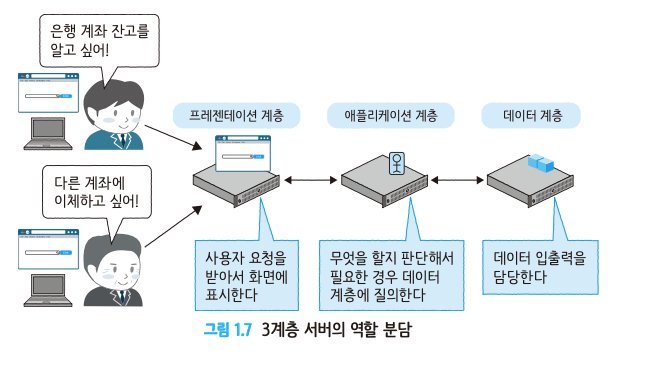 은행 계좌 잔고를
알고 싶어!
프레젠테이션 계층
애플리케이션 계층
데이터 계층
다른 계좌에
이체하고 싶어!
사용자 요청을
받아서 화면에
표시한다
무엇을 할지 판단해서
필요한 경우 데이터
계층에 질의한다
데이터 입출력을
담당한다
그림 1.7 3계층 서버의 역할 분담